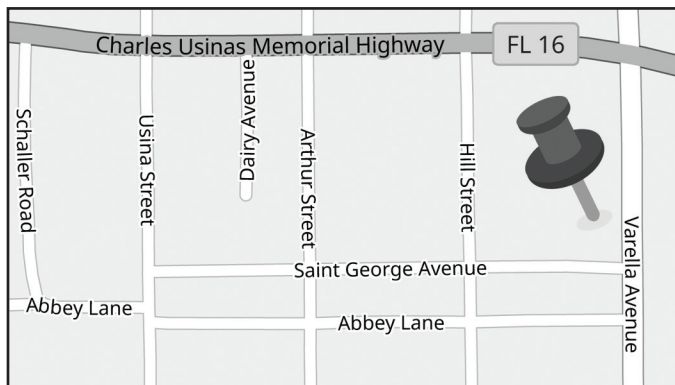 Charles Usinas Memorial Highway
FL 16
Schaller Road
Usina Street
Dairy Avenue
Arthur Street
Hill Street
Varella Avenue
Saint George Avenue
Abbey Lane
Abbey Lane